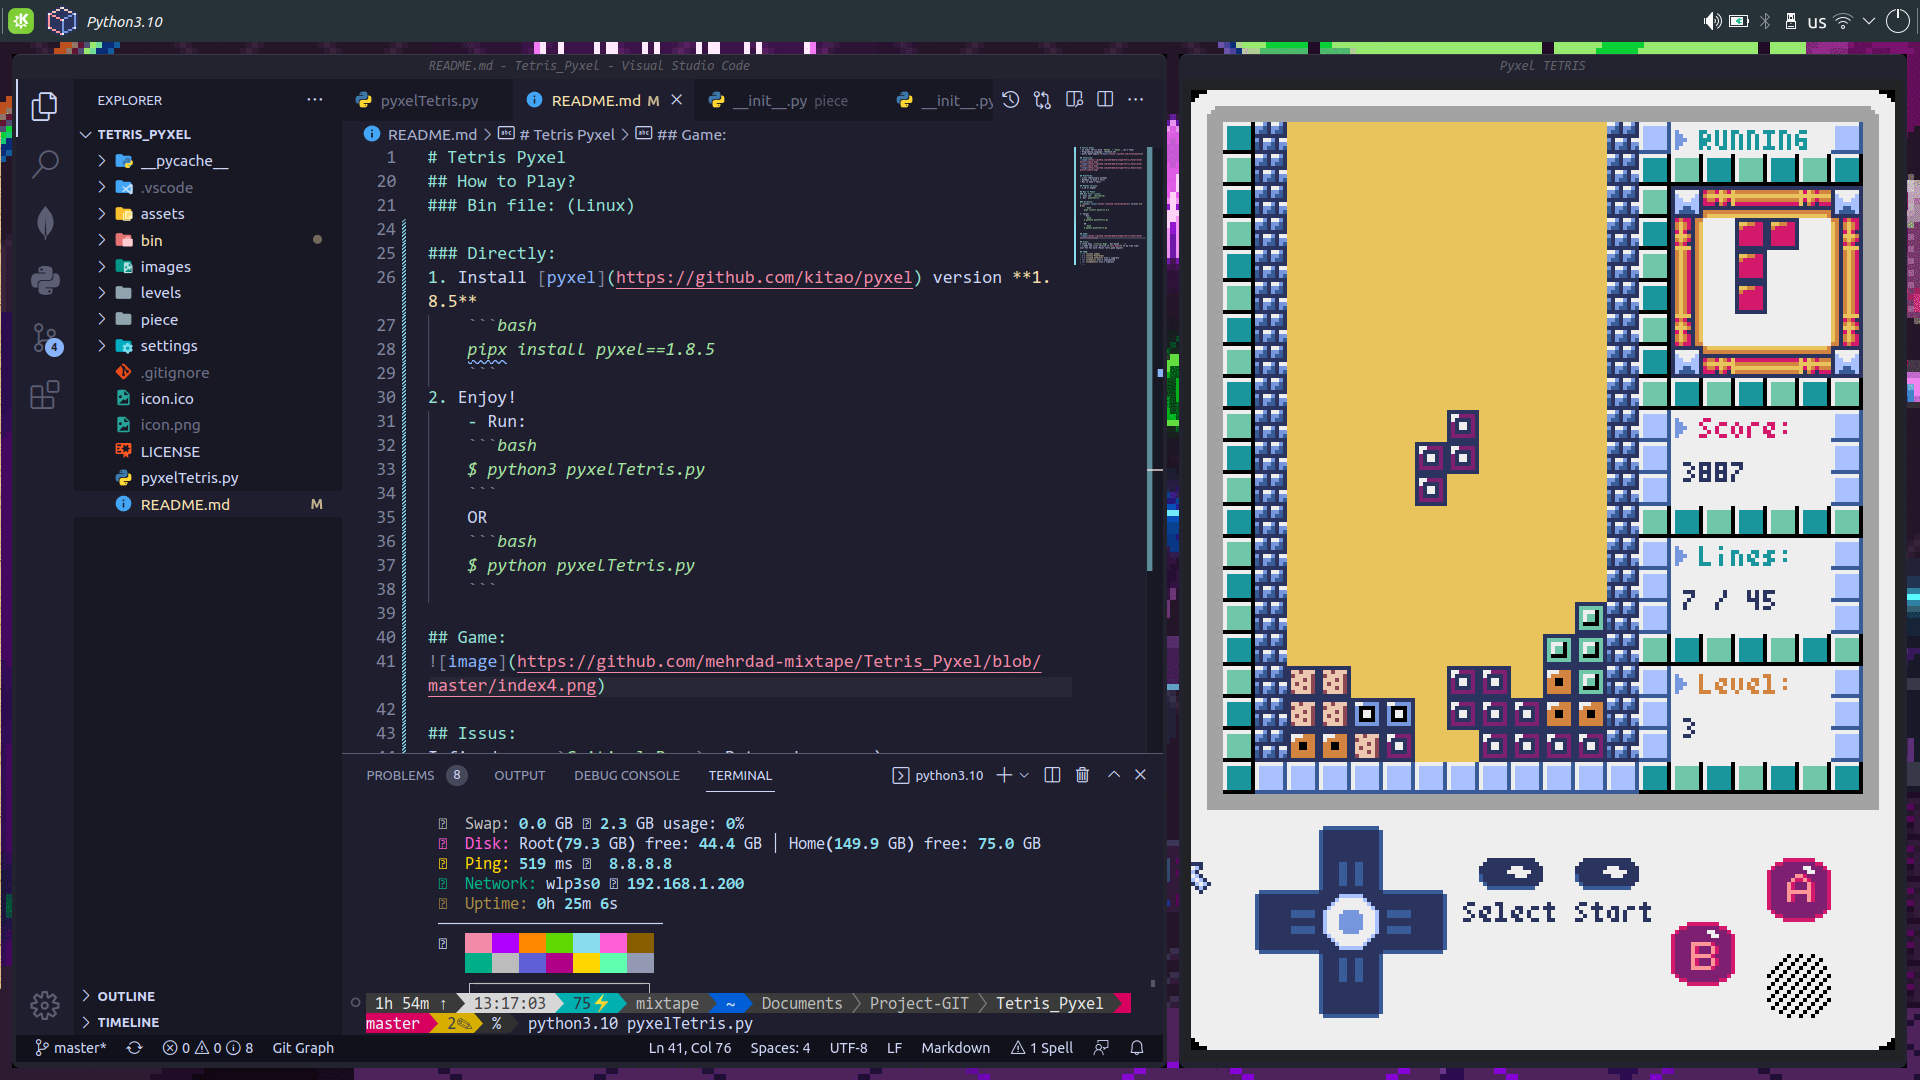 Python3.10
us
README.md - Tetris_Pyxel - Visual Studio Code
EXPLORER
TETRIS_PYXEL
__pycache__
.vscode
assets
bin
images
levels
piece
settings
.gitignore
icon.ico
icon.png
LICENSE
pyxelTetris.py
README.md M
OUTLINE
TIMELINE
4
pyxelTetris.py
README.md M
__init__.py piece
__init__.py
README.md > # Tetris Pyxel > ## Game:
1 # Tetris Pyxel
20 ## How to Play?
21 ### Bin file: (Linux)
24
25 ### Directly:
26 1. Install [pyxel](https://github.com/kitao/pyxel) version **1.
8.5**
27 ```bash
28 pipx install pyxel==1.8.5
29 ```
30 2. Enjoy!
31 - Run:
32 ```bash
33 $ python3 pyxelTetris.py
34 ```
35 OR
36 ```bash
37 $ python pyxelTetris.py
38 ```
39
40 ## Game:
41 ![image](https://github.com/mehrdad-mixtape/Tetris_Pyxel/blob/
master/index4.png)
42
43 ## Issus:
PROBLEMS 8 OUTPUT DEBUG CONSOLE TERMINAL
python3.10
Swap: 0.0 GB 2.3 GB usage: 0%
Disk: Root(79.3 GB) free: 44.4 GB | Home(149.9 GB) free: 75.0 GB
Ping: 519 ms 8.8.8.8
Network: wlp3s0 192.168.1.200
Uptime: 0h 25m 6s
1h 54m ↑ 13:17:03 75⚡ mixtape ~ Documents Project-GIT Tetris_Pyxel
master 2✎ % python3.10 pyxelTetris.py
master* 0 0 8 Git Graph
Ln 41, Col 76 Spaces: 4 UTF-8 LF Markdown 1 Spell
Pyxel TETRIS
RUNNING
Score:
3887
Lines:
7 / 45
Level:
3
Select Start
A
B